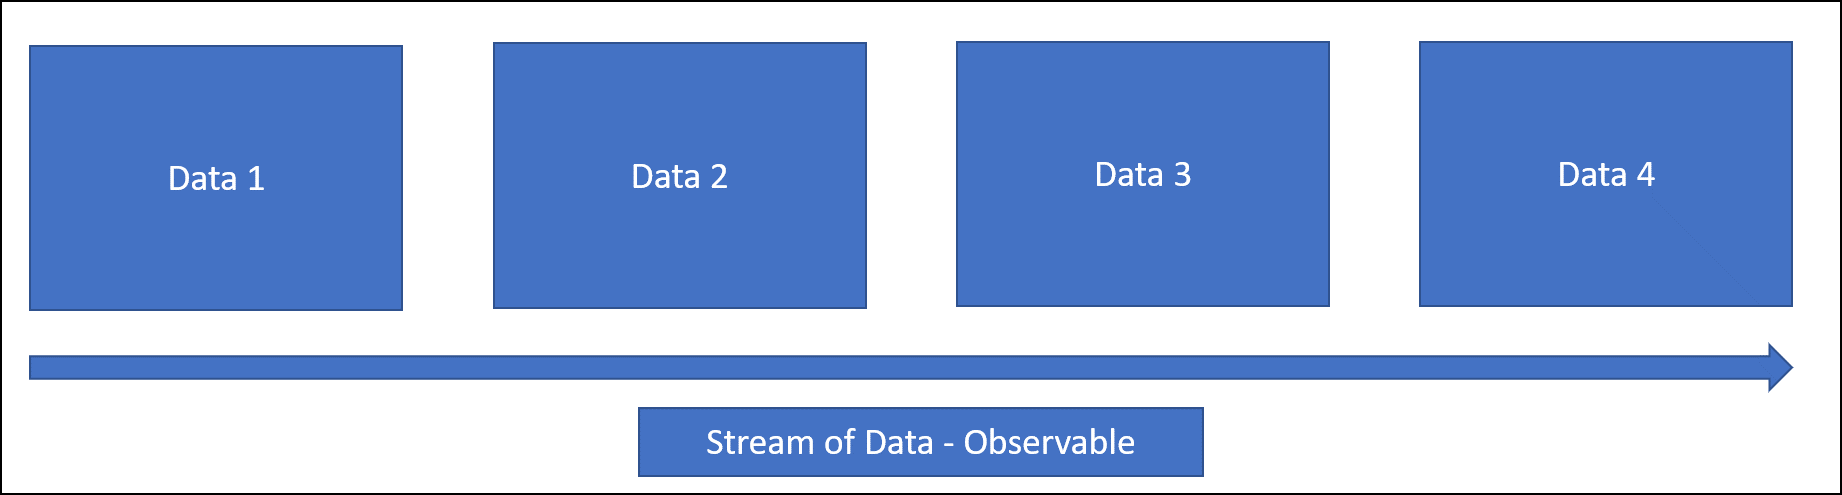 Data 1
Data 2
Data 3
Data 4
Stream of Data - Observable